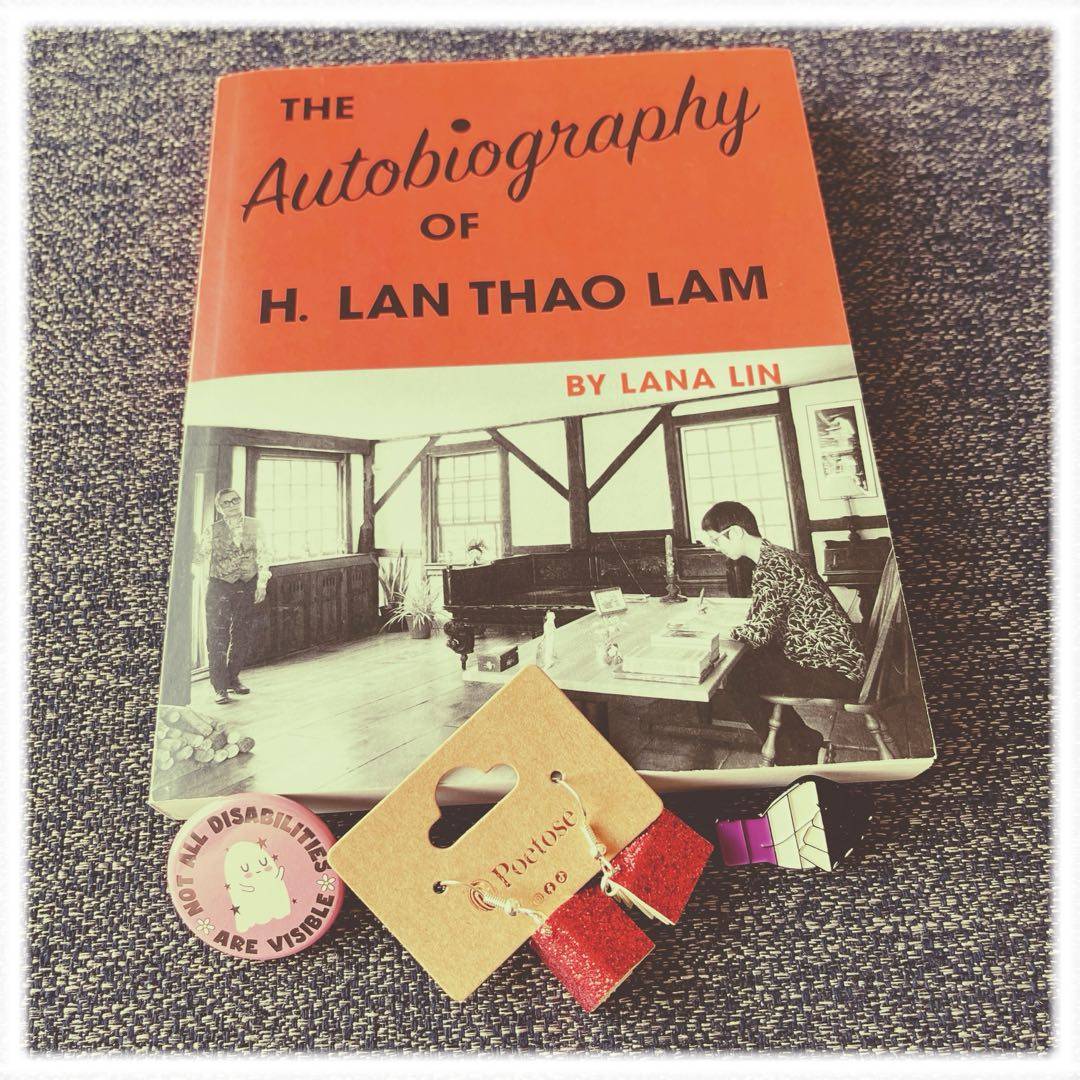 THE
Autobiography
OF
H. LAN THAO LAM
BY LANA LIN
NOT ALL DISABILITIES
ARE VISIBLE
@Poetose